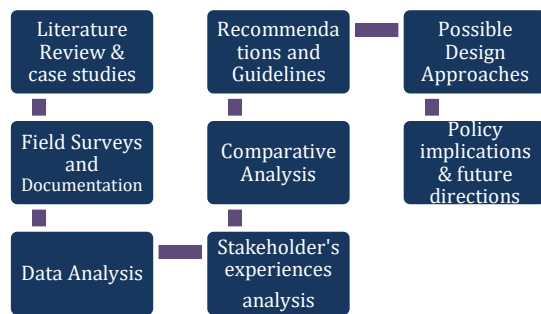 Literature
Review &
case studies
Field Surveys
and
Documentation
Data Analysis
Stakeholder's
experiences
analysis
Comparative
Analysis
Recommenda
tions and
Guidelines
Possible
Design
Approaches
Policy
implications
& future
directions